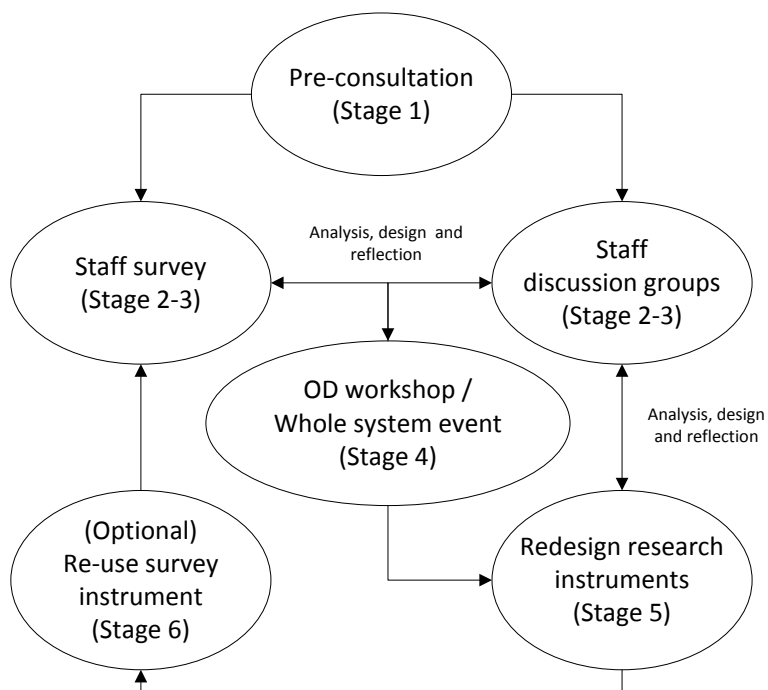 Pre-consultation
(Stage 1)
Analysis, design and
reflection
Staff survey
(Stage 2-3)
Staff
discussion groups
(Stage 2-3)
OD workshop /
Whole system event
(Stage 4)
Analysis, design
and reflection
(Optional)
Re-use survey
instrument
(Stage 6)
Redesign research
instruments
(Stage 5)